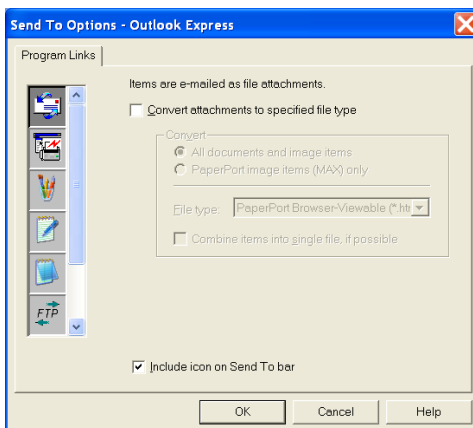 Send To Options - Outlook Express
Program Links
Items are e-mailed as file attachments.
Convert attachments to specified file type
Convert
All documents and image items
PaperPort image items (MAX) only
File type: PaperPort Browser-Viewable (*.htm
Combine items into single file, if possible
FTP
Include icon on Send To bar
OK Cancel Help